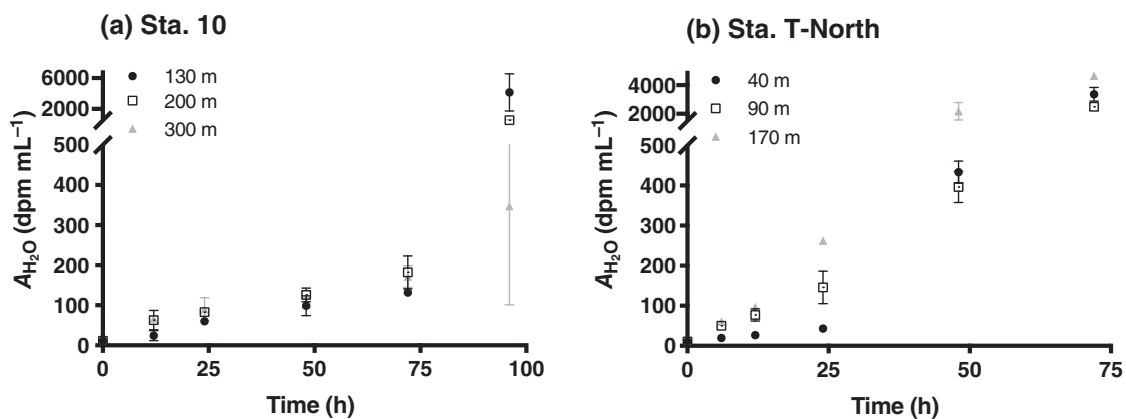 (a) Sta. 10
130 m
200 m
300 m
6000
2000
500
400
300
200
100
0
A_H2O (dpm mL⁻¹)
0 25 50 75 100
Time (h)
(b) Sta. T-North
40 m
90 m
170 m
4000
2000
500
400
300
200
100
0
A_H2O (dpm mL⁻¹)
0 25 50 75
Time (h)